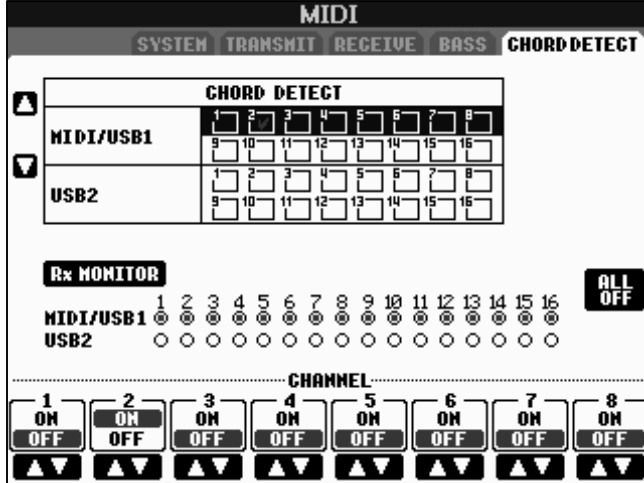 MIDI
SYSTEM TRANSMIT RECEIVE BASS CHORD DETECT
CHORD DETECT
MIDI/USB1
1 2 3 4 5 6 7 8
9 10 11 12 13 14 15 16
USB2
1 2 3 4 5 6 7 8
9 10 11 12 13 14 15 16
Rx MONITOR
ALL OFF
1 2 3 4 5 6 7 8 9 10 11 12 13 14 15 16
MIDI/USB1
USB2
CHANNEL
1 2 3 4 5 6 7 8
ON ON ON ON ON ON ON ON
OFF OFF OFF OFF OFF OFF OFF OFF